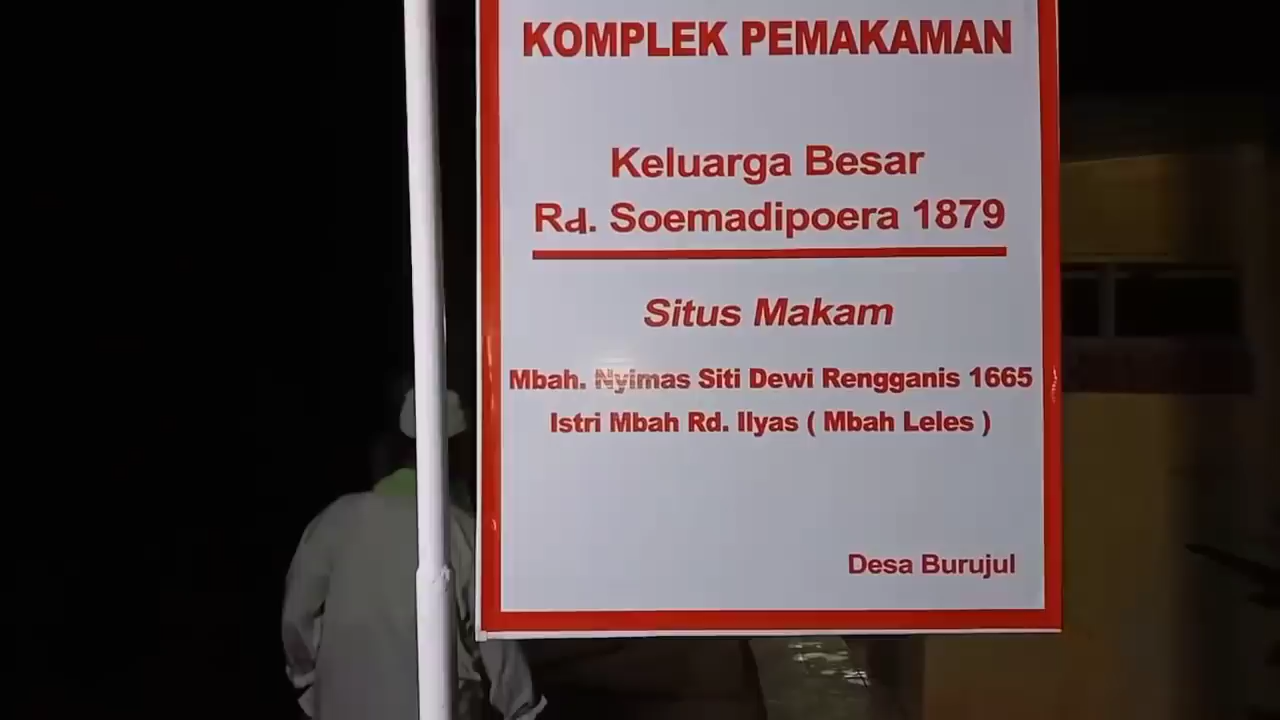 KOMPLEK PEMAKAMAN
Keluarga Besar
Rd. Soemadipoera 1879
Situs Makam
Mbah. Nyimas Siti Dewi Rengganis 1665
Istri Mbah Rd. Ilyas ( Mbah Leles )
Desa Burujul